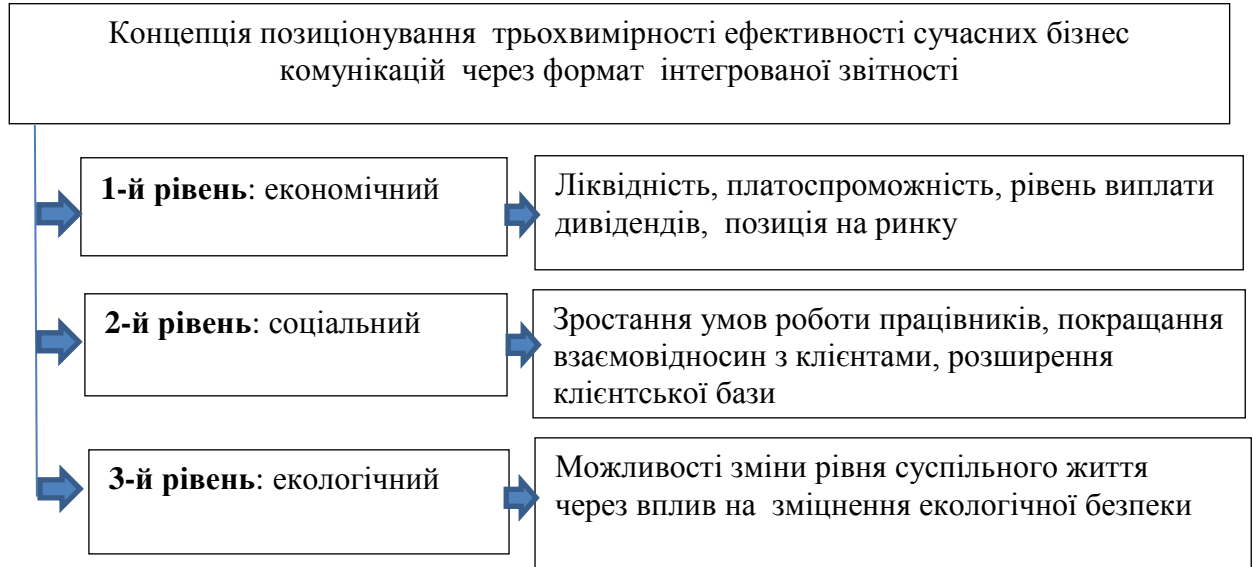 Концепція позиціонування трьохвимірності ефективності сучасних бізнес
комунікацій через формат інтегрованої звітності
1-й рівень: економічний
Ліквідність, платоспроможність, рівень виплати
дивідендів, позиція на ринку
2-й рівень: соціальний
Зростання умов роботи працівників, покращання
взаємовідносин з клієнтами, розширення
клієнтської бази
3-й рівень: екологічний
Можливості зміни рівня суспільного життя
через вплив на зміцнення екологічної безпеки